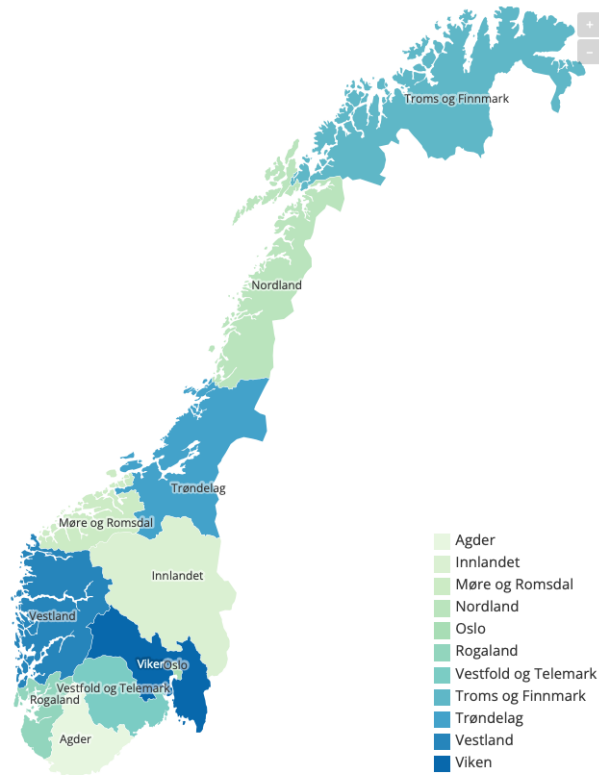 +
−
Troms og Finnmark
Nordland
Trøndelag
Møre og Romsdal
Innlandet
Vestland
Viken
Oslo
Vestfold og Telemark
Rogaland
Agder
Agder
Innlandet
Møre og Romsdal
Nordland
Oslo
Rogaland
Vestfold og Telemark
Troms og Finnmark
Trøndelag
Vestland
Viken